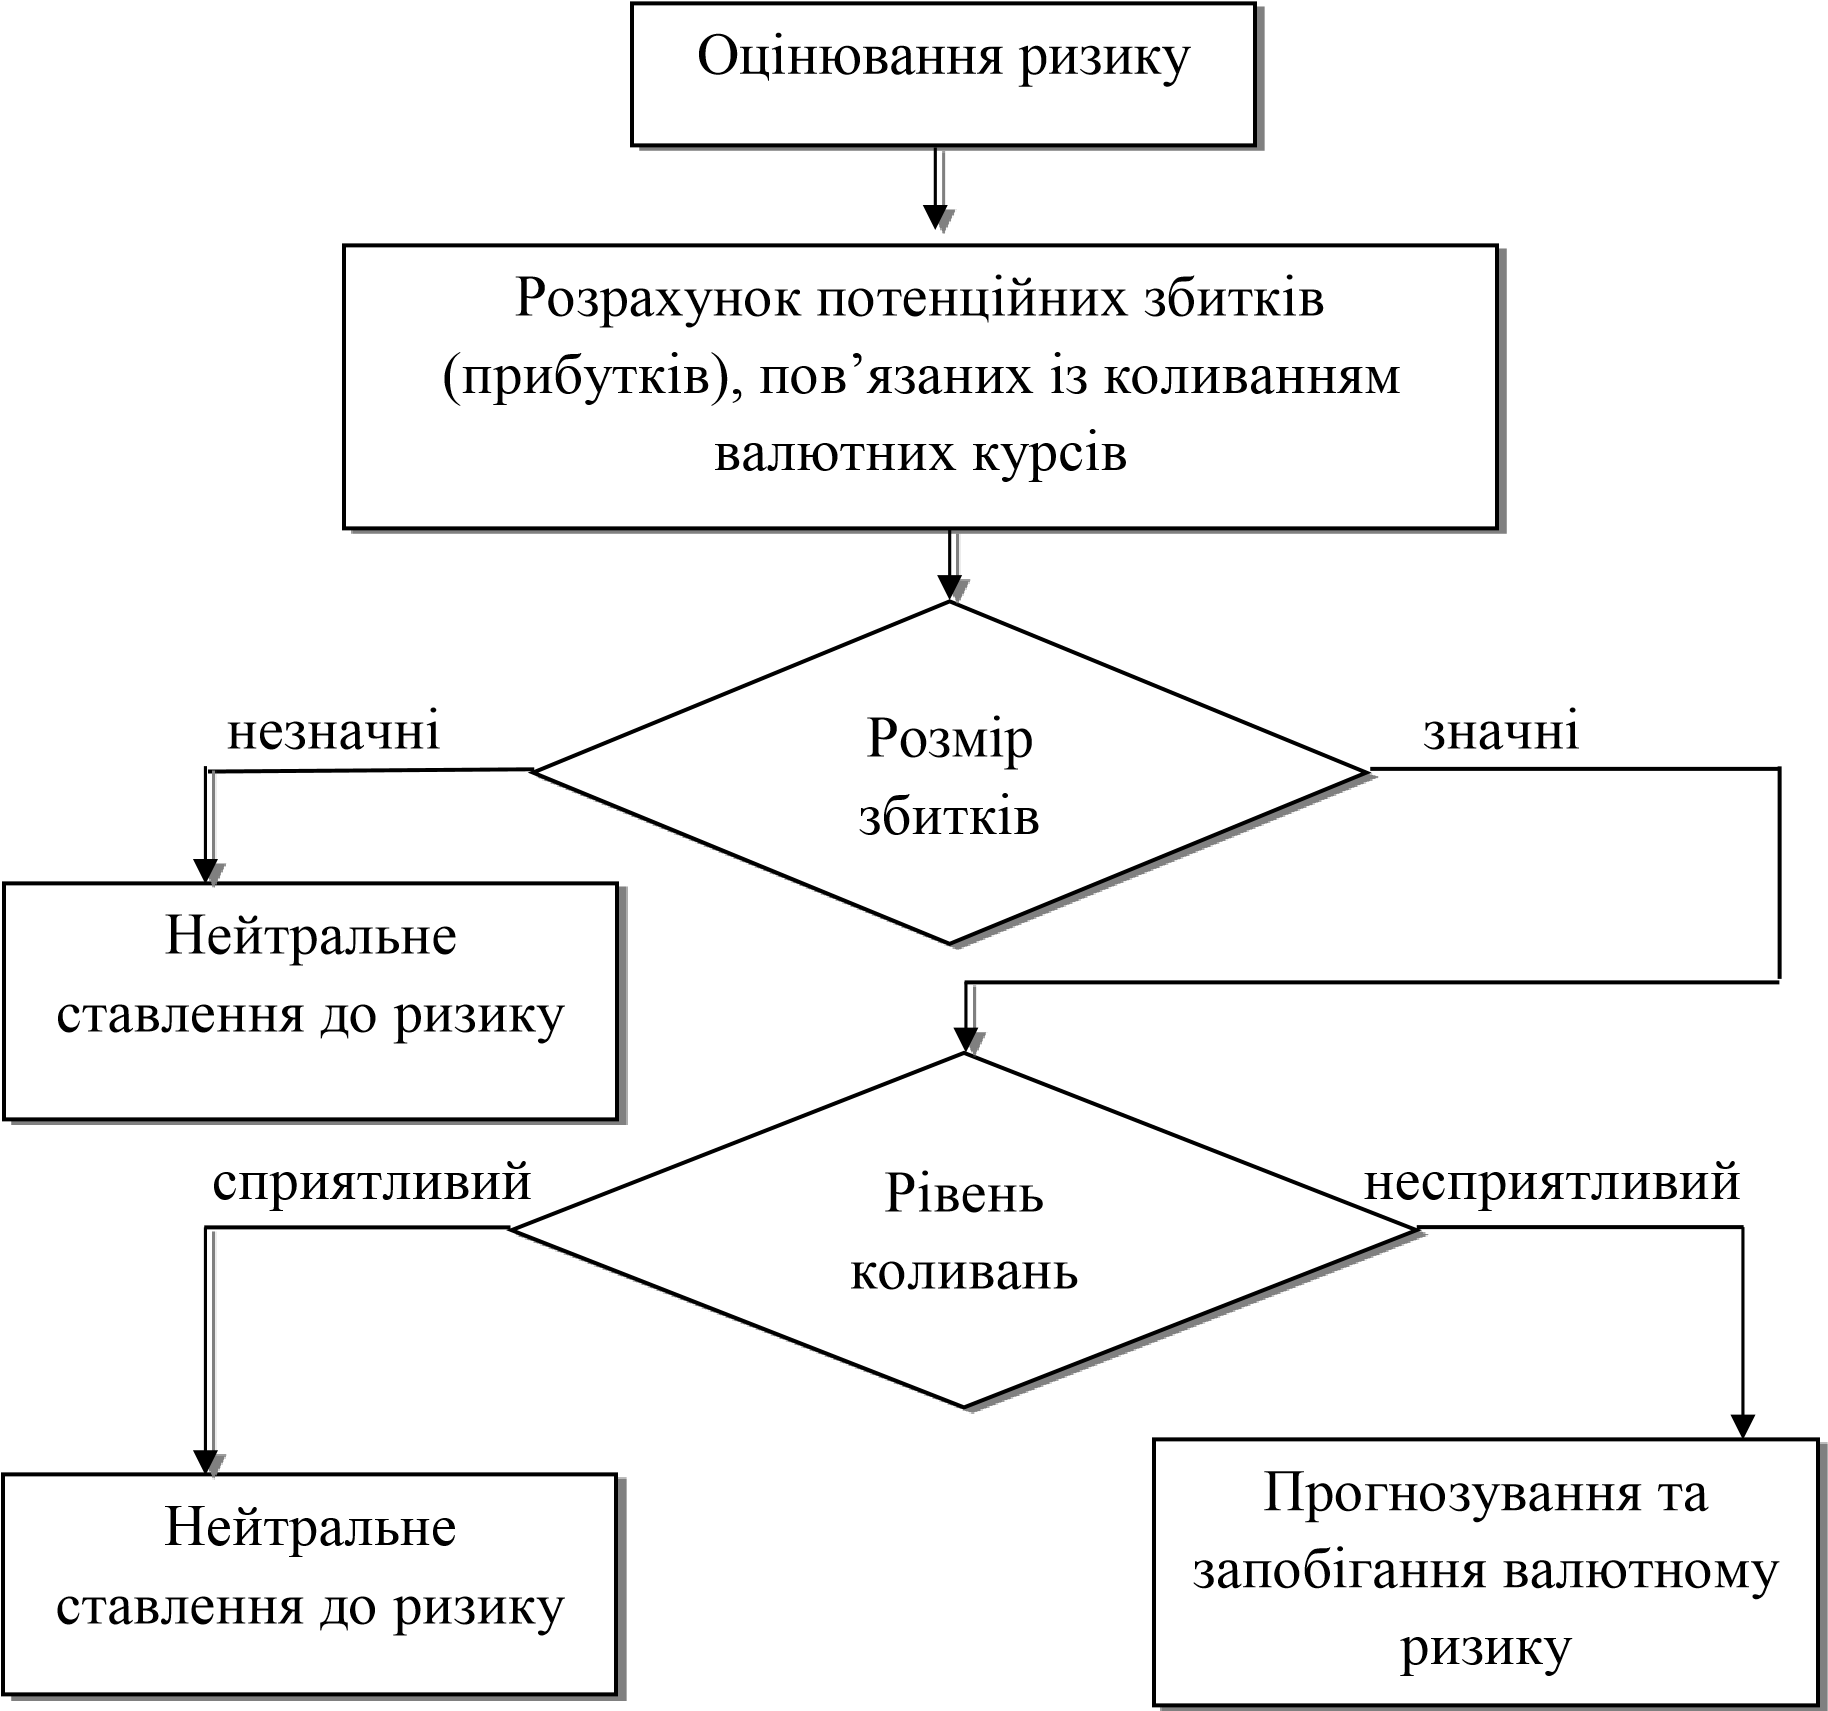 Оцінювання ризику
Розрахунок потенційних збитків
(прибутків), пов’язаних із коливанням
валютних курсів
незначні
значні
Розмір
збитків
Нейтральне
ставлення до ризику
сприятливий
несприятливий
Рівень
коливань
Нейтральне
ставлення до ризику
Прогнозування та
запобігання валютному
ризику